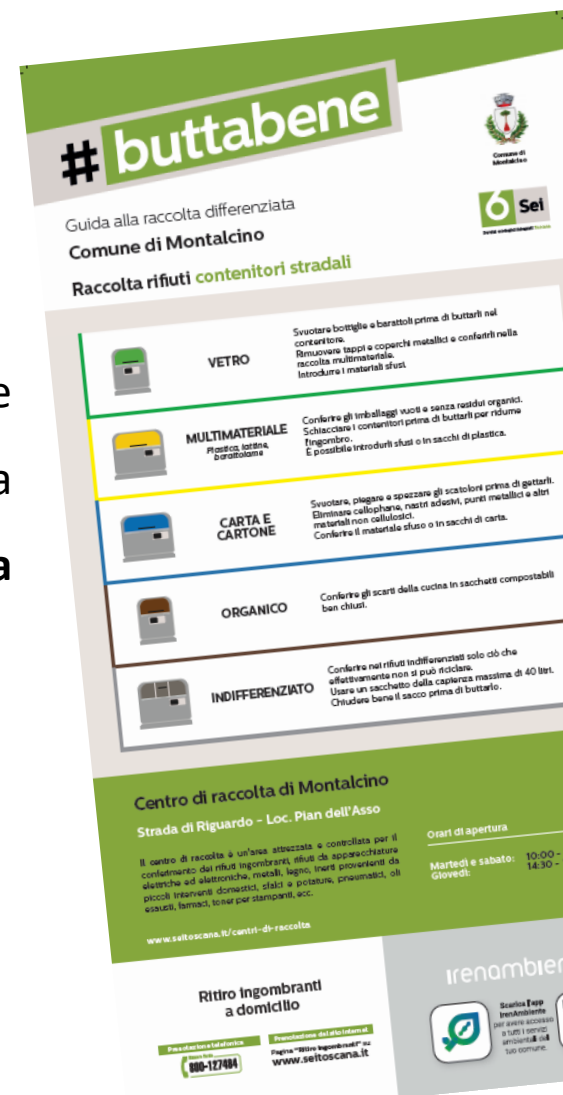 # buttabene
Comune di
Montalcino
Guida alla raccolta differenziata
Comune di Montalcino
6 Sei
Raccolta rifiuti contenitori stradali
VETRO
Svuotare bottiglie e barattoli prima di buttarli nel
contenitore.
Rimuovere tappi e coperchi metallici e conferirli nella
raccolta multimateriale.
Introdurre i materiali sfusi.
MULTIMATERIALE
Plastica, lattine,
barattolame
Conferire gli imballaggi vuoti e senza residui organici.
Schiacciare i contenitori prima di buttarli per ridurne
l'ingombro.
È possibile introdurli sfusi o in sacchi di plastica.
CARTA E
CARTONE
Svuotare, piegare e spezzare gli scatoloni prima di gettarli.
Eliminare cellophane, nastri adesivi, punti metallici e altri
materiali non cellulosici.
Conferire il materiale sfuso o in sacchi di carta.
ORGANICO
Conferire gli scarti della cucina in sacchetti compostabili
ben chiusi.
INDIFFERENZIATO
Conferire nei rifiuti indifferenziati solo ciò che
effettivamente non si può riciclare.
Usare un sacchetto della capienza massima di 40 litri.
Chiudere bene il sacco prima di buttarlo.
e
a
a
Centro di raccolta di Montalcino
Strada di Riguardo - Loc. Pian dell'Asso
Il centro di raccolta è un'area attrezzata e controllata per il
conferimento dei rifiuti ingombranti, rifiuti da apparecchiature
elettriche ed elettroniche, metalli, legno, inerti provenienti da
piccoli interventi domestici, sfalci e potature, pneumatici, oli
esausti, farmaci, toner per stampanti, ecc.
www.seitoscana.it/centri-di-raccolta
Orari di apertura
Martedì e sabato: 10:00 -
Giovedì: 14:30 -
Ritiro ingombranti
a domicilio
Prenotazione telefonica
800-127484
Prenotazione dal sito internet
Pagina "Ritiro ingombranti" su
www.seitoscana.it
irenambien
Scarica l'app
IrenAmbiente
per avere accesso
a tutti i servizi
ambientali del
tuo comune.